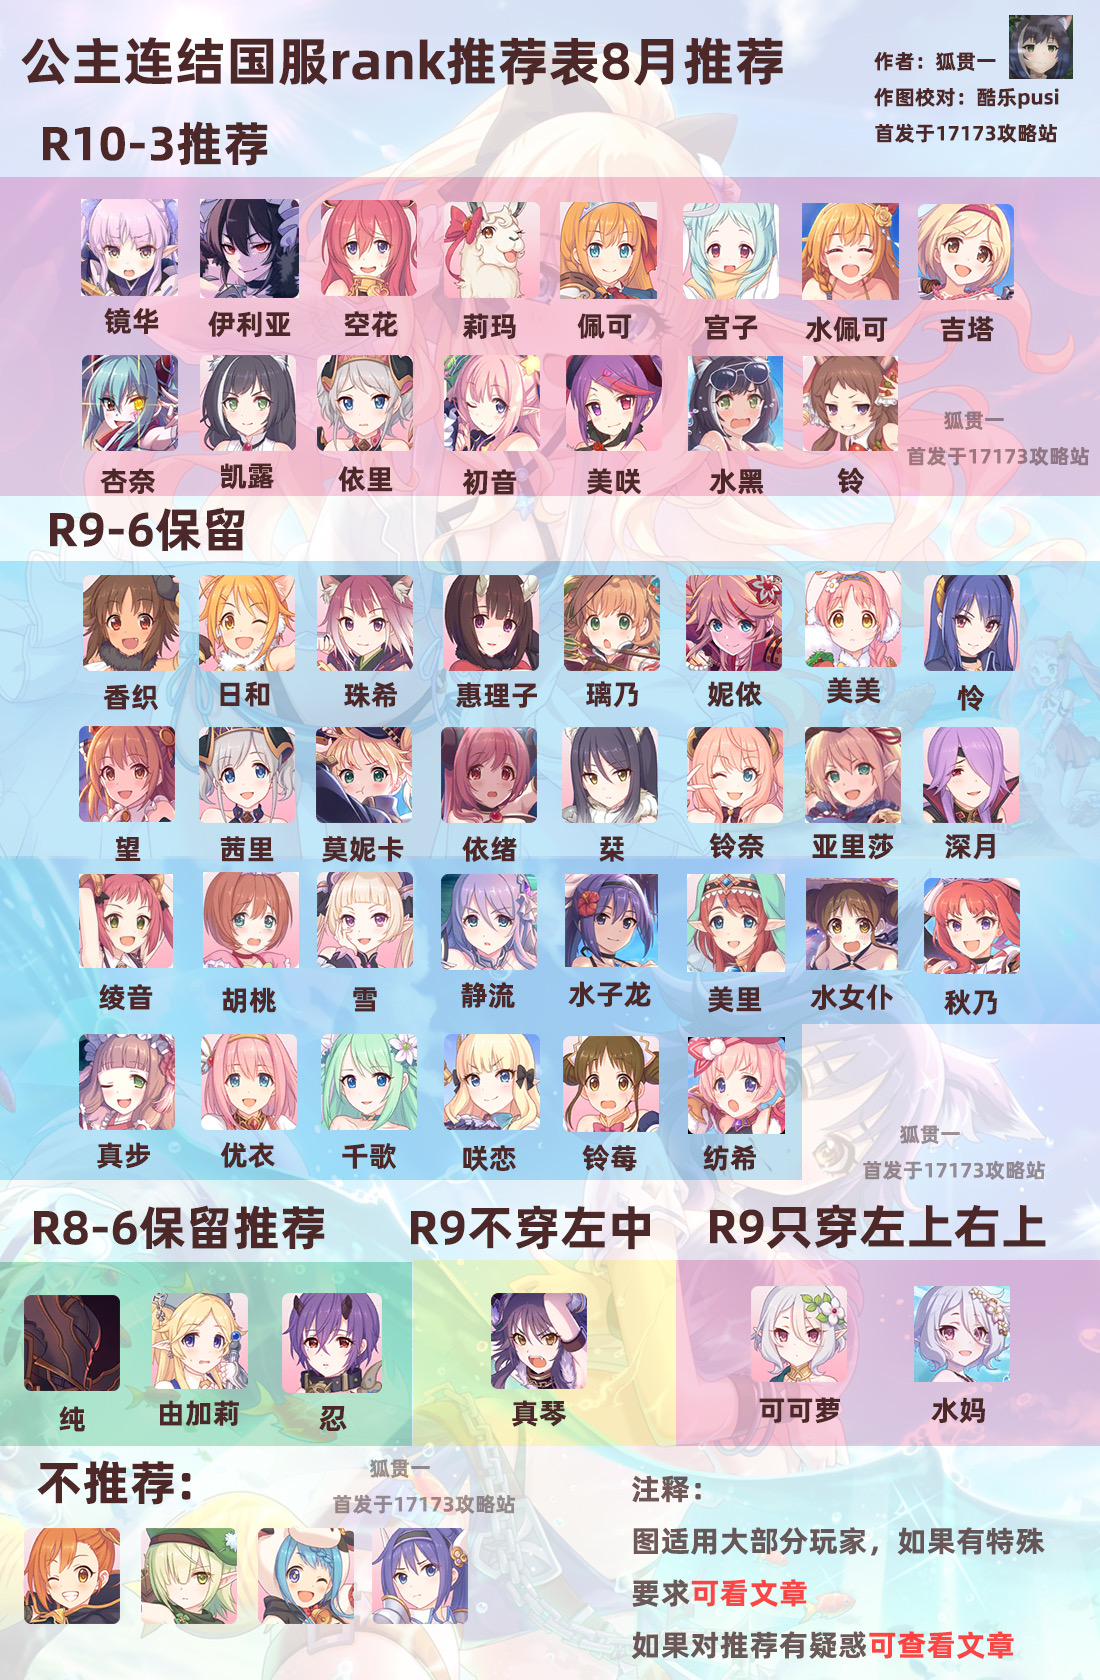 公主连结国服rank推荐表8月推荐
作者：狐贯一
作图校对：酷乐pusi
首发于17173攻略站
R10-3推荐
镜华 伊利亚 空花 莉玛 佩可 宫子 水佩可 吉塔
狐贯一
首发于17173攻略站
杏奈 凯露 依里 初音 美咲 水黑 铃
R9-6保留
香织 日和 珠希 惠理子 璃乃 妮侬 美美 怜
望 茜里 莫妮卡 依绪 栞 铃奈 亚里莎 深月
绫音 胡桃 雪 静流 水子龙 美里 水女仆 秋乃
真步 优衣 千歌 咲恋 铃莓 纺希
狐贯一
首发于17173攻略站
R8-6保留推荐 R9不穿左中 R9只穿左上右上
纯 由加莉 忍 真琴 可可萝 水妈
不推荐:
狐贯一
首发于17173攻略站
注释：
图适用大部分玩家，如果有特殊
要求可看文章
如果对推荐有疑惑可查看文章